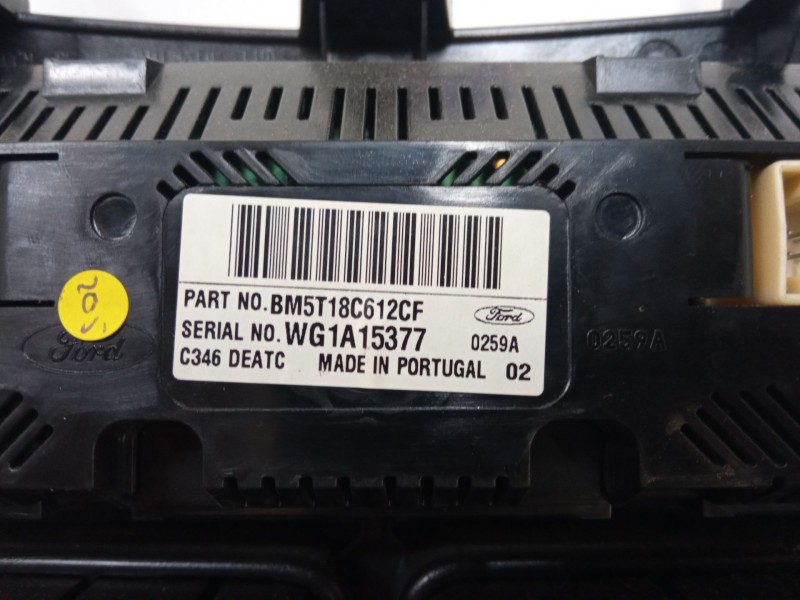 PART NO. BM5T18C612CF
Ford
SERIAL NO. WG1A15377
0259A
C346 DEATC MADE IN PORTUGAL 02
Ford
0259A